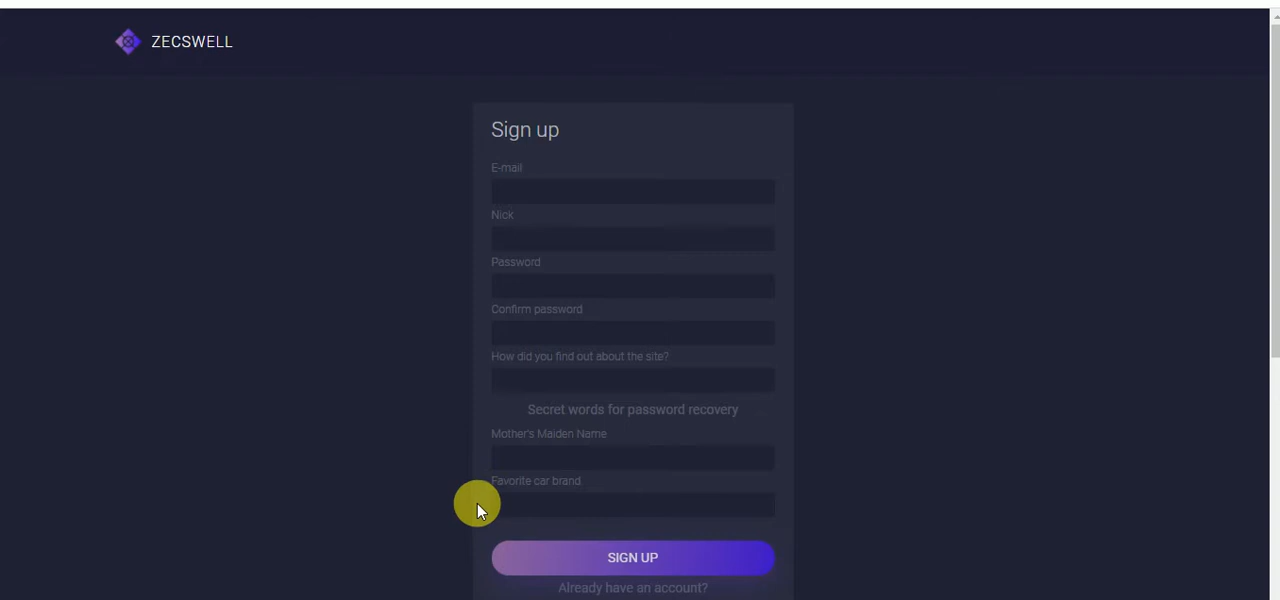 ZECSWELL
Sign up
E-mail
Nick
Password
Confirm password
How did you find out about the site?
Secret words for password recovery
Mother's Maiden Name
Favorite car brand
SIGN UP
Already have an account?